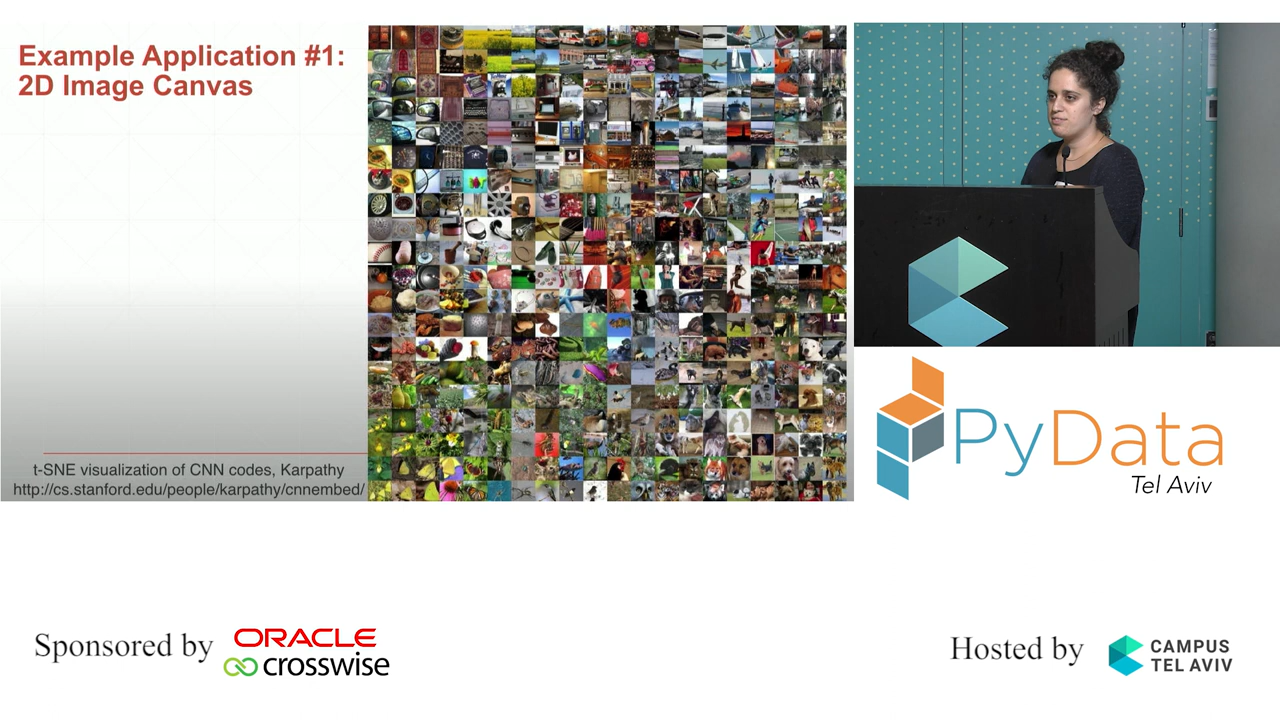 Example Application #1:
2D Image Canvas
t-SNE visualization of CNN codes, Karpathy
http://cs.stanford.edu/people/karpathy/cnnembed/
PyData
Tel Aviv
Sponsored by
ORACLE
crosswise
Hosted by
CAMPUS
TEL AVIV